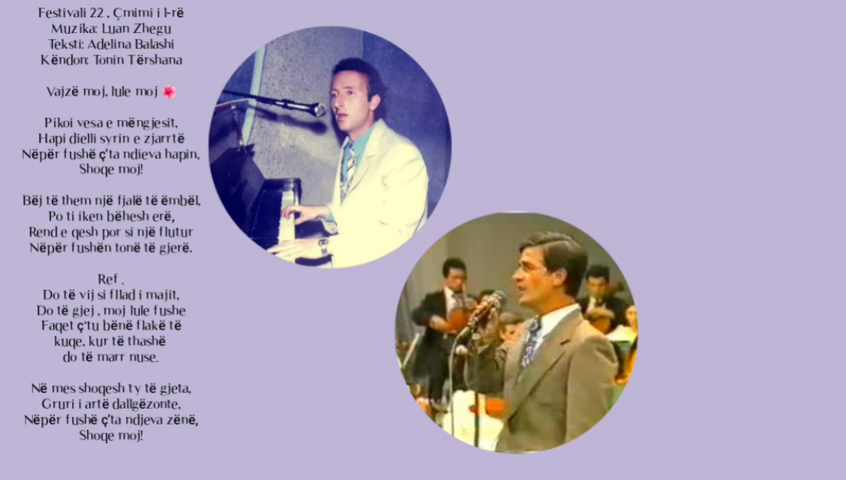 Festivali 22 , Çmimi i I-rë
Muzika: Luan Zhegu
Teksti: Adelina Balashi
Këndon: Tonin Tërshana
Vajzë moj, lule moj 🌺
Pikoi vesa e mëngjesit,
Hapi dielli syrin e zjarrtë
Nëpër fushë ç'ta ndieva hapin,
Shoqe moj!
Bëj të them një fjalë të ëmbël,
Po ti iken bëhesh erë,
Rend e qesh por si një flutur
Nëpër fushën tonë të gjerë.
Ref .
Do të vij si fllad i majit,
Do të gjej , moj lule fushe
Faqet ç'tu bënë flakë të
kuqe, kur të thashë
do të marr nuse.
Në mes shoqesh ty të gjeta,
Gruri i artë dallgëzonte,
Nëpër fushë ç'ta ndjeva zënë,
Shoqe moj!